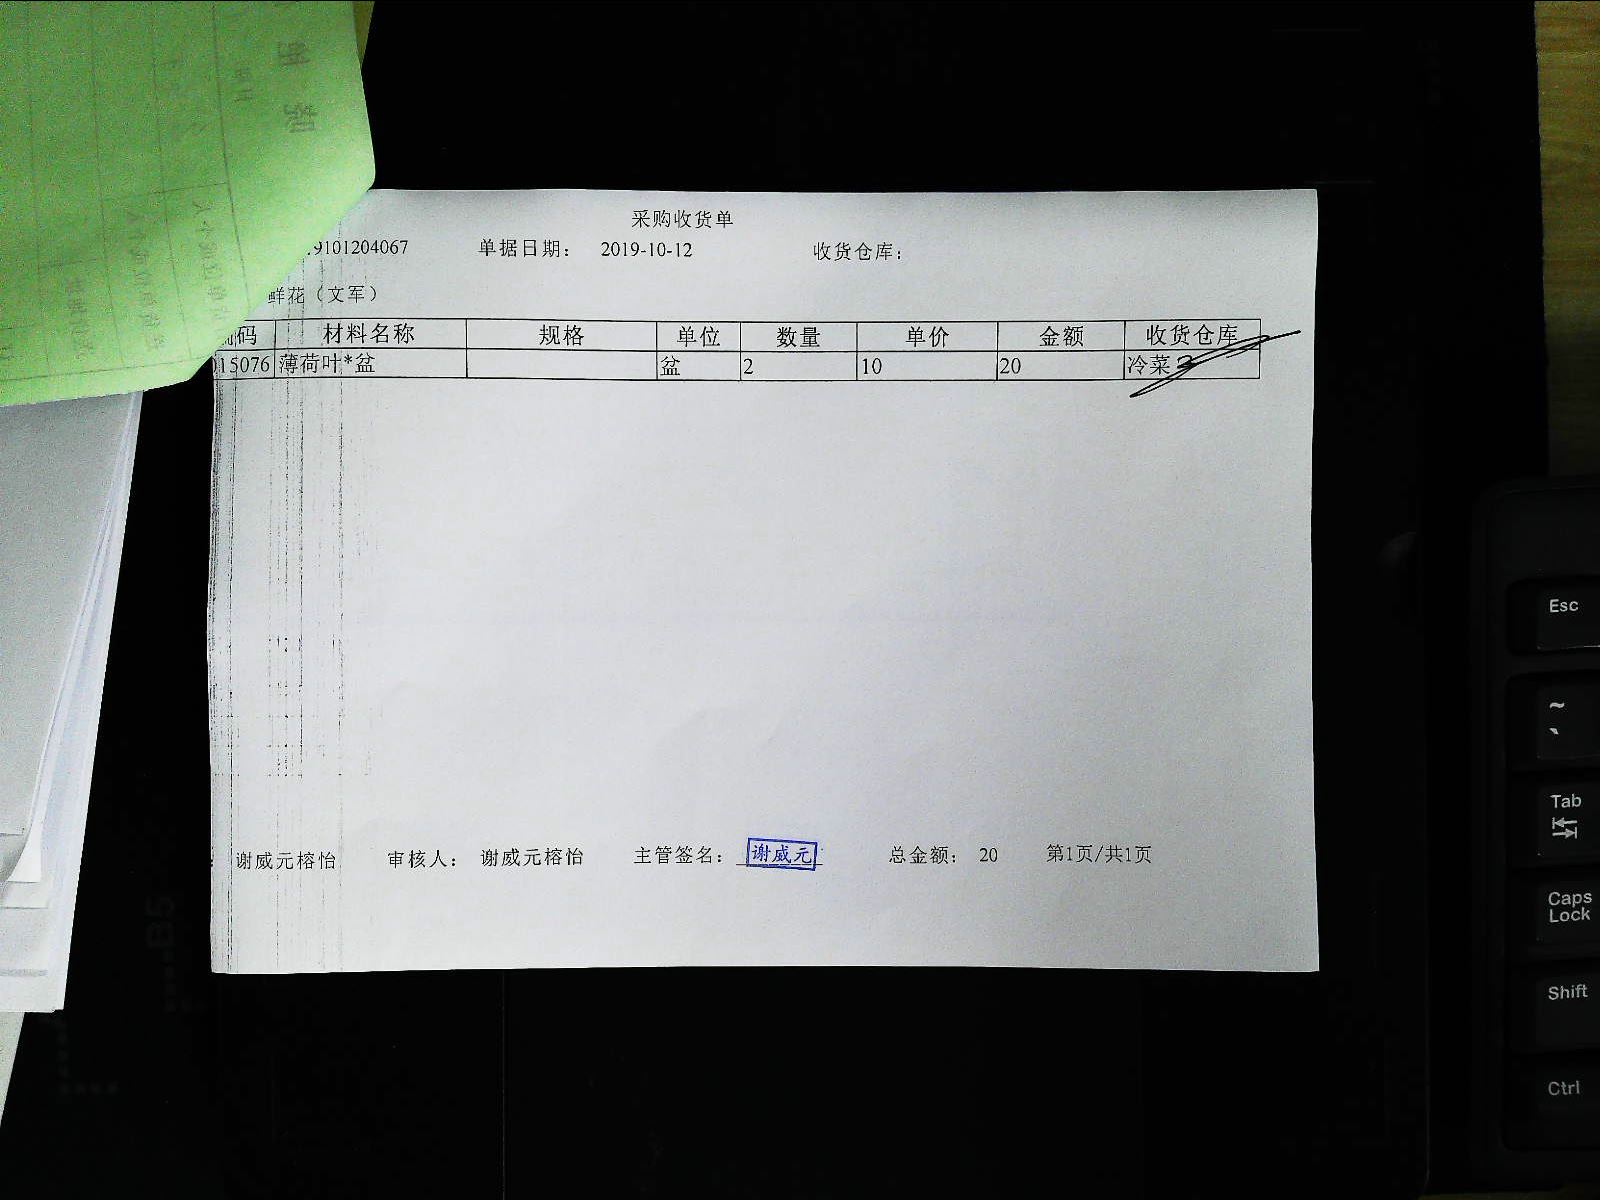 采购收货单
9101204067 单据日期： 2019-10-12 收货仓库：
鲜花（文军）
码 材料名称 规格 单位 数量 单价 金额 收货仓库
15076 薄荷叶*盆 盆 2 10 20 冷菜
： 谢威元榕怡 审核人： 谢威元榕怡 主管签名： 谢威元 总金额： 20 第1页/共1页
B5
Esc
~
`
Tab
Caps Lock
Shift
Ctrl